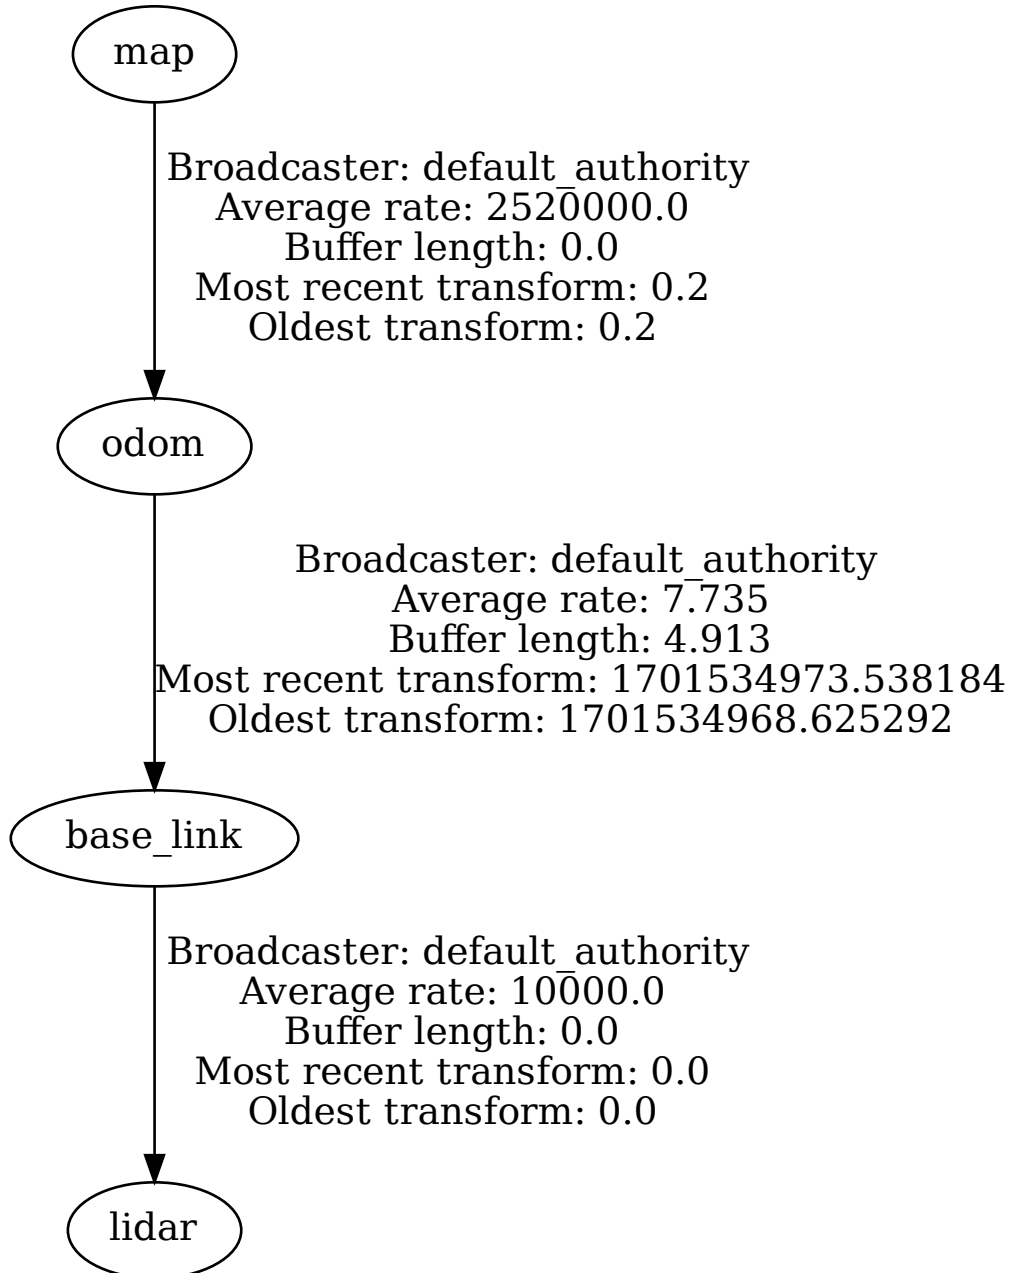 map
Broadcaster: default_authority
Average rate: 2520000.0
Buffer length: 0.0
Most recent transform: 0.2
Oldest transform: 0.2
odom
Broadcaster: default_authority
Average rate: 7.735
Buffer length: 4.913
Most recent transform: 1701534973.538184
Oldest transform: 1701534968.625292
base_link
Broadcaster: default_authority
Average rate: 10000.0
Buffer length: 0.0
Most recent transform: 0.0
Oldest transform: 0.0
lidar